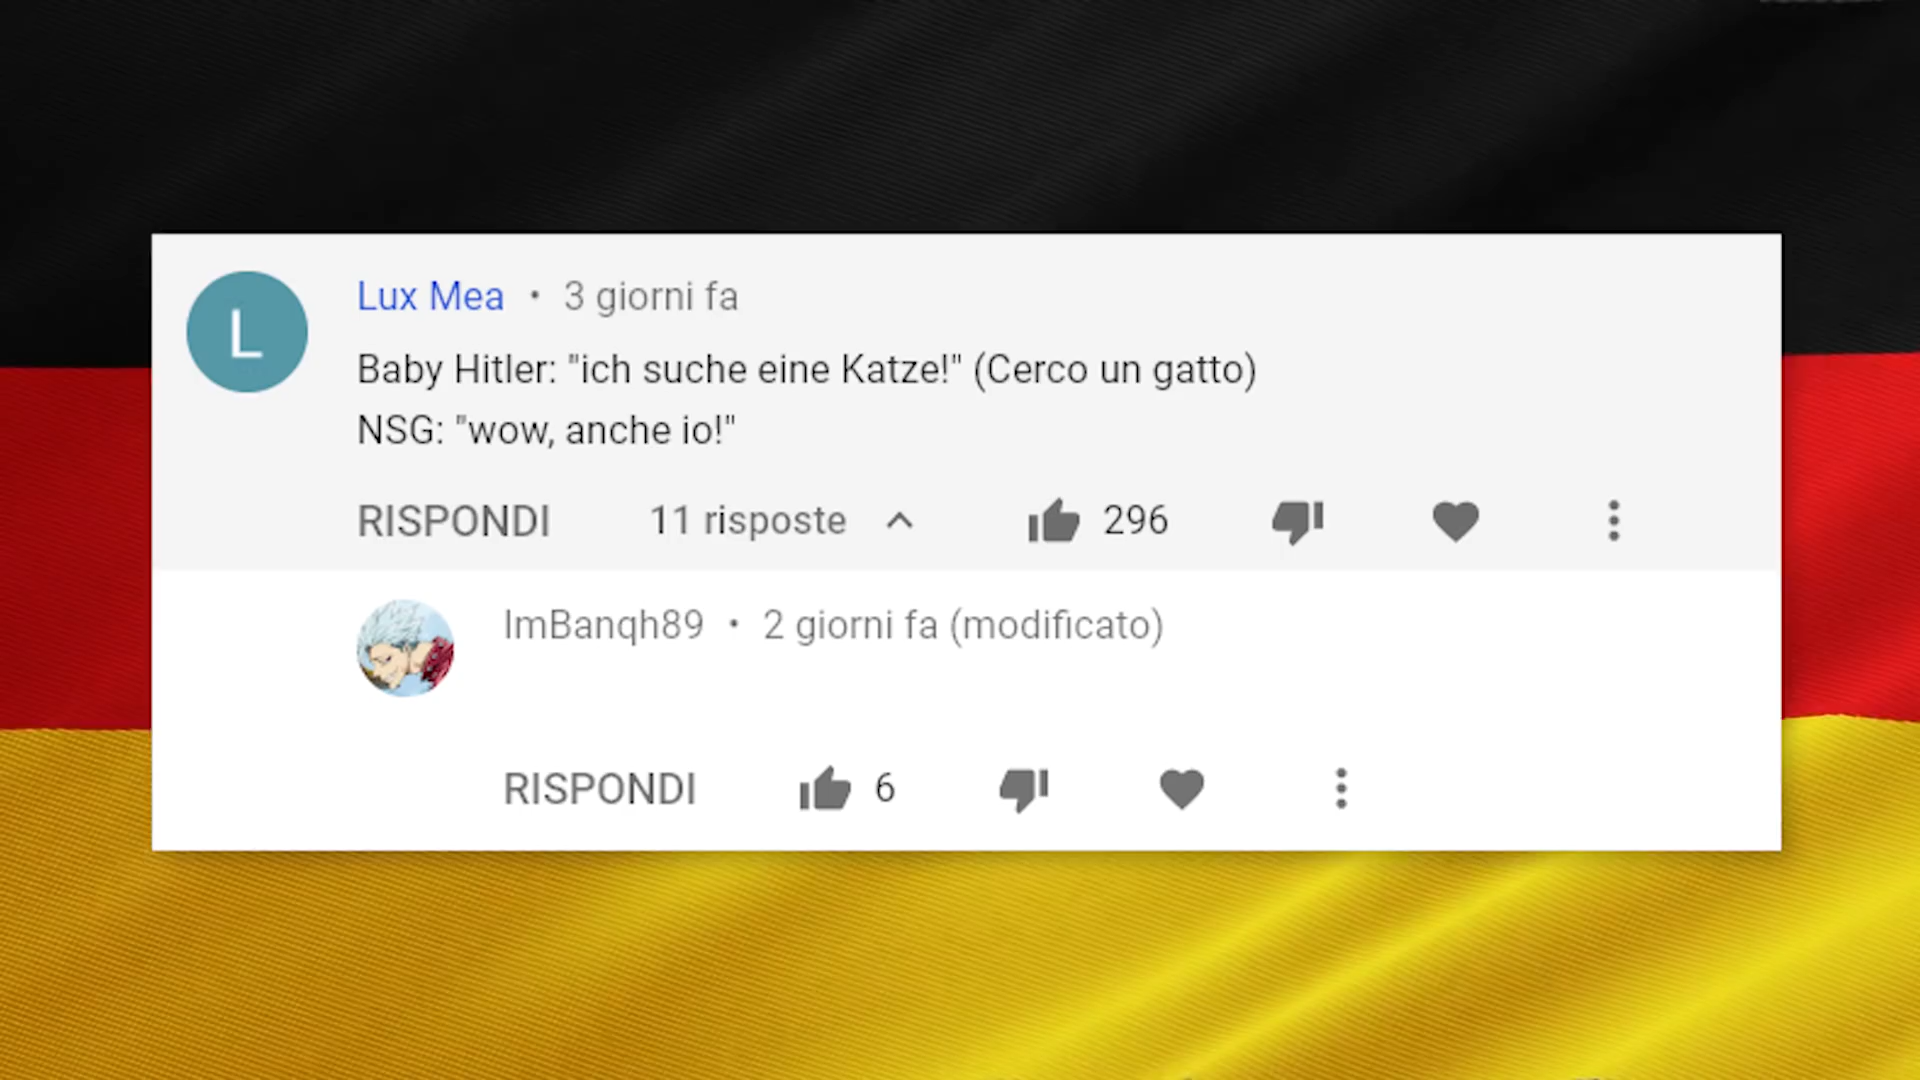 L
Lux Mea • 3 giorni fa
Baby Hitler: "ich suche eine Katze!" (Cerco un gatto)
NSG: "wow, anche io!"
RISPONDI 11 risposte 296
ImBanqh89 • 2 giorni fa (modificato)
RISPONDI 6